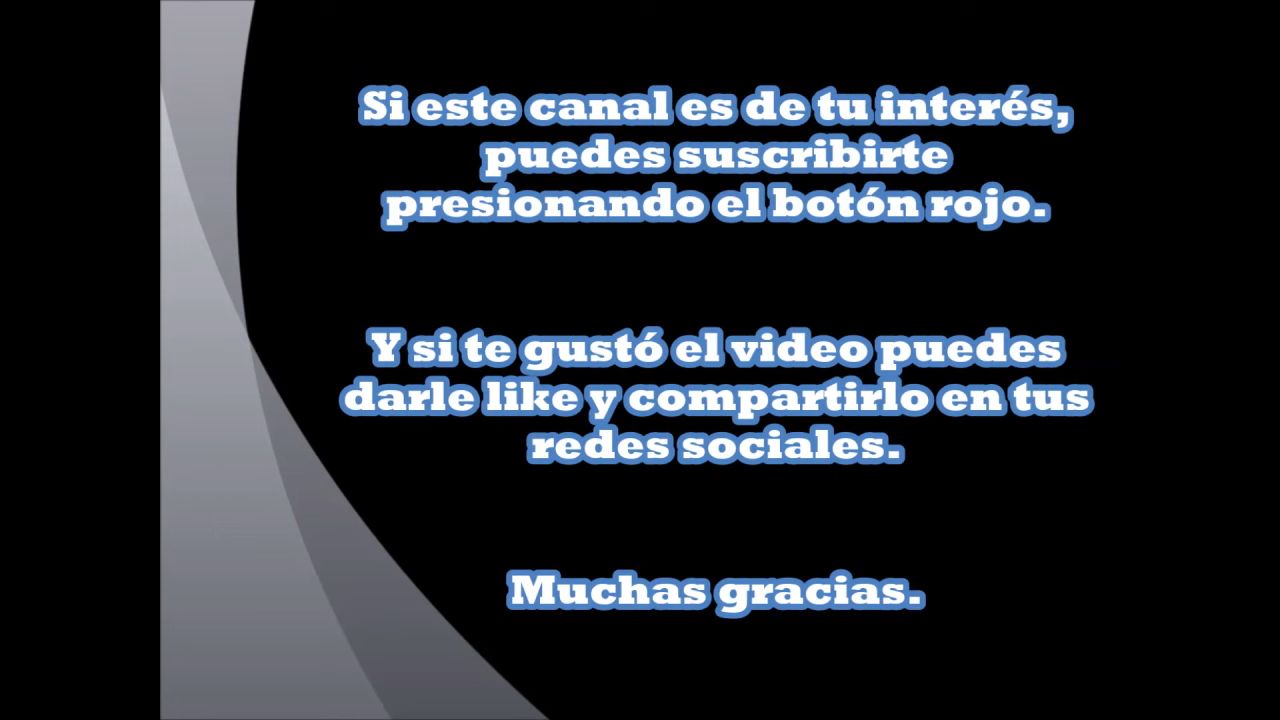 Si este canal es de tu interés,
puedes suscribirte
presionando el botón rojo.
Y si te gustó el video puedes
darle like y compartirlo en tus
redes sociales.
Muchas gracias.